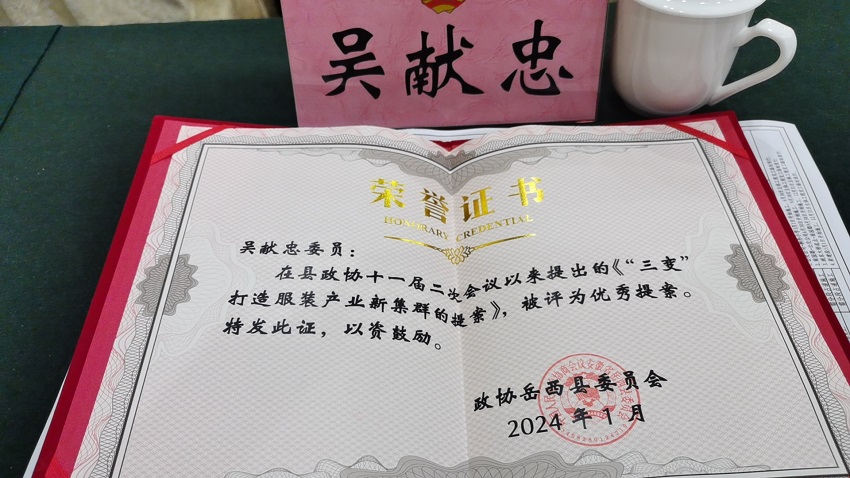 吴献忠
荣誉证书
HONORARY CREDENTIAL
吴献忠委员：
在县政协十一届二次会议以来提出的《“三变”
打造服装产业新集群的提案》，被评为优秀提案。
特发此证，以资鼓励。
政协岳西县委员会
2024年1月